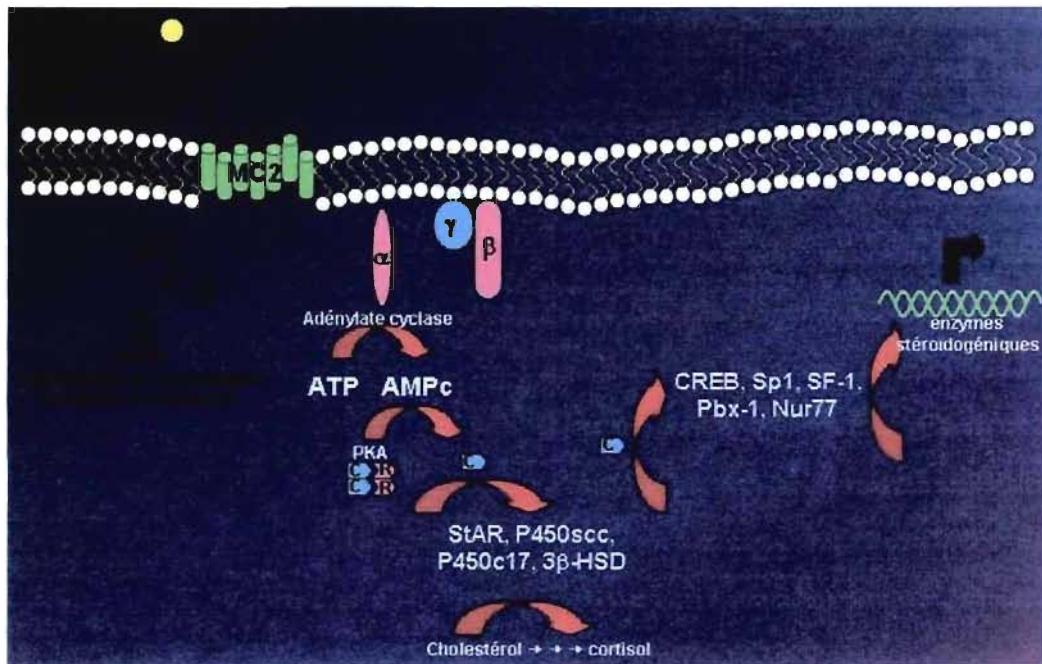 MC2
γ
α
β
Adénylate cyclase
ATP AMPc
PKA
C R
C R
C
StAR, P450scc,
P450c17, 3β-HSD
Cholestérol → → → cortisol
C
CREB, Sp1, SF-1,
Pbx-1, Nur77
enzymes
stéroidogéniques